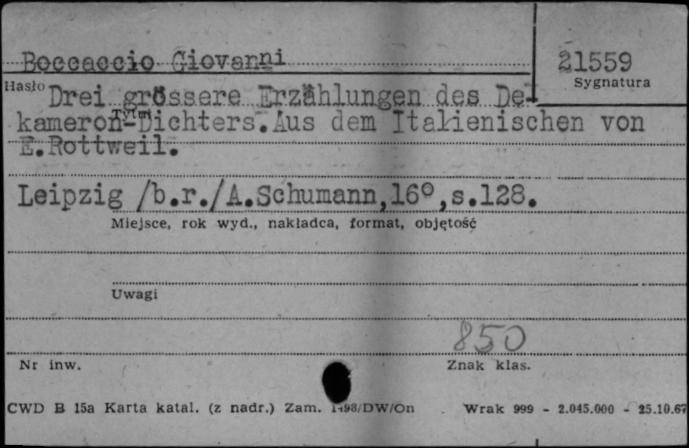 Boccaccio Giovanni
21559
Hasło
Sygnatura
Drei grössere Erzählungen des De-
kameron-Dichters. Aus dem Italienischen von
Tytuł
E.Rottweil.
Leipzig /b.r./A.Schumann,16°,s.128.
Miejsce, rok wyd., nakładca, format, objętość
Uwagi
850
Nr inw.
Znak klas.
CWD B 15a Karta katal. (z nadr.) Zam. 1498/DW/On Wrak 999 - 2.045.000 - 25.10.67